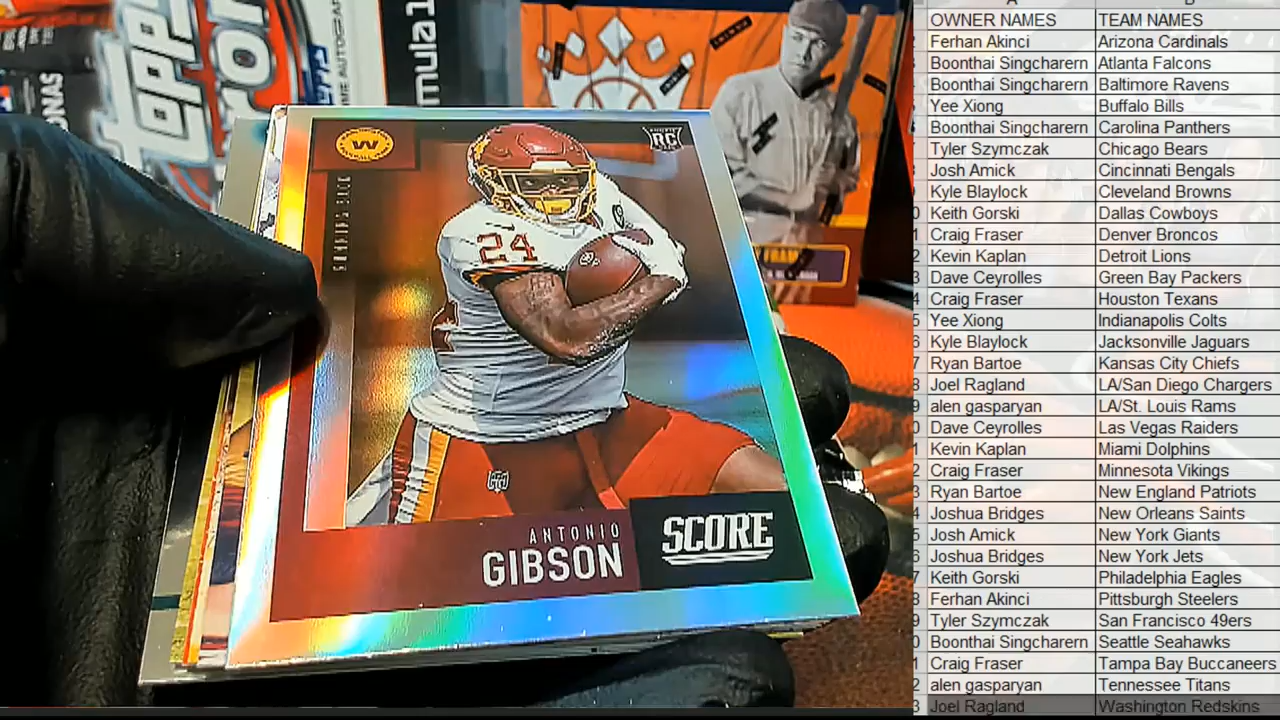 topps
formula1
W
RUNNING BACK
RC
24
ANTONIO
GIBSON
SCORE
OWNER NAMES TEAM NAMES
Ferhan Akinci Arizona Cardinals
Boonthai Singcharern Atlanta Falcons
Boonthai Singcharern Baltimore Ravens
Yee Xiong Buffalo Bills
Boonthai Singcharern Carolina Panthers
Tyler Szymczak Chicago Bears
Josh Amick Cincinnati Bengals
Kyle Blaylock Cleveland Browns
Keith Gorski Dallas Cowboys
Craig Fraser Denver Broncos
Kevin Kaplan Detroit Lions
Dave Ceyrolles Green Bay Packers
Craig Fraser Houston Texans
Yee Xiong Indianapolis Colts
Kyle Blaylock Jacksonville Jaguars
Ryan Bartoe Kansas City Chiefs
Joel Ragland LA/San Diego Chargers
alen gasparyan LA/St. Louis Rams
Dave Ceyrolles Las Vegas Raiders
Kevin Kaplan Miami Dolphins
Craig Fraser Minnesota Vikings
Ryan Bartoe New England Patriots
Joshua Bridges New Orleans Saints
Josh Amick New York Giants
Joshua Bridges New York Jets
Keith Gorski Philadelphia Eagles
Ferhan Akinci Pittsburgh Steelers
Tyler Szymczak San Francisco 49ers
Boonthai Singcharern Seattle Seahawks
Craig Fraser Tampa Bay Buccaneers
alen gasparyan Tennessee Titans
Joel Ragland Washington Redskins